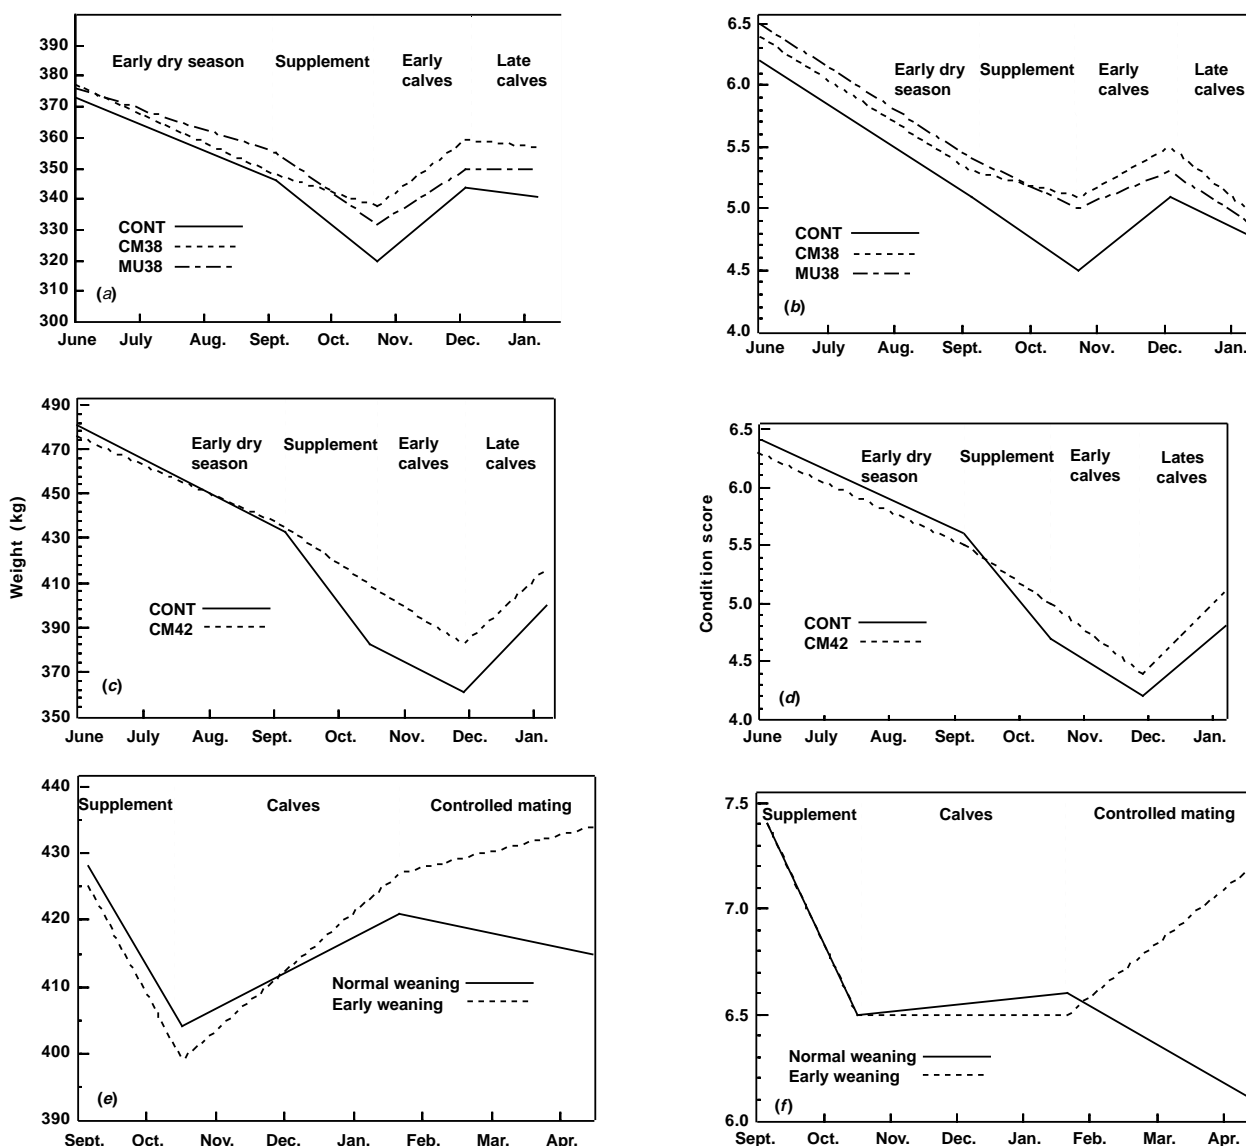 390
380
370
360
350
340
330
320
310
300
Early dry season Supplement Early calves Late calves
CONT
CM38
MU38
(a)
June July Aug. Sept. Oct. Nov. Dec. Jan.
6.5
6.0
5.5
5.0
4.5
4.0
Early dry season Supplement Early calves Late calves
CONT
CM38
MU38
(b)
June July Aug. Sept. Oct. Nov. Dec. Jan.
Weight (kg)
490
470
450
430
410
390
370
350
Early dry season Supplement Early calves Late calves
CONT
CM42
(c)
June July Aug. Sept. Oct. Nov. Dec. Jan.
Condition score
6.5
6.0
5.5
5.0
4.5
4.0
Early dry season Supplement Early calves Lates calves
CONT
CM42
(d)
June July Aug. Sept. Oct. Nov. Dec. Jan.
440
430
420
410
400
390
Supplement Calves Controlled mating
Normal weaning
Early weaning
(e)
Sept. Oct. Nov. Dec. Jan. Feb. Mar. Apr.
7.5
7.0
6.5
6.0
Supplement Calves Controlled mating
Normal weaning
Early weaning
(f)
Sept. Oct. Nov. Dec. Jan. Feb. Mar. Apr.